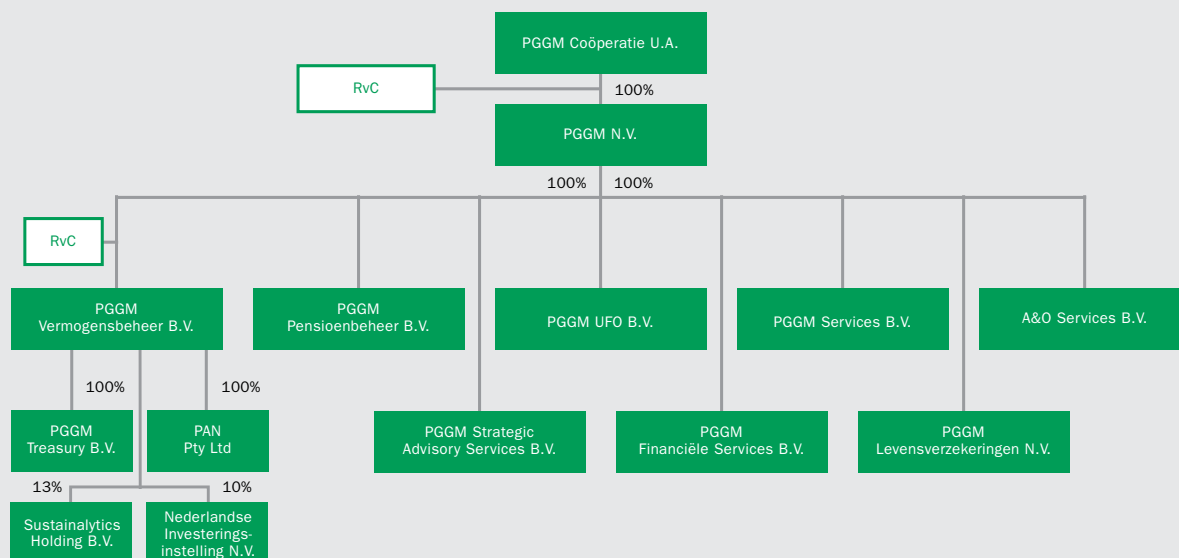 PGGM Coöperatie U.A.
RvC
100%
PGGM N.V.
100%
100%
RvC
PGGM
Vermogensbeheer B.V.
PGGM
Pensioenbeheer B.V.
PGGM UFO B.V.
PGGM Services B.V.
A&O Services B.V.
100%
100%
PGGM
Treasury B.V.
PAN
Pty Ltd
PGGM Strategic
Advisory Services B.V.
PGGM
Financiële Services B.V.
PGGM
Levensverzekeringen N.V.
13%
10%
Sustainalytics
Holding B.V.
Nederlandse
Investerings-
instelling N.V.